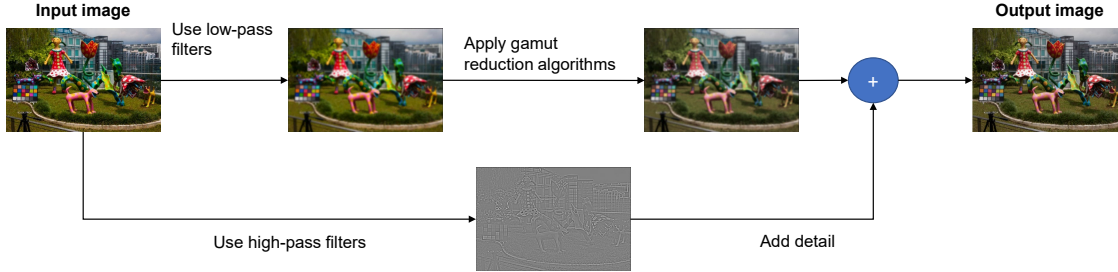 Input image
Output image
Use low-pass
filters
Apply gamut
reduction algorithms
+
Use high-pass filters
Add detail